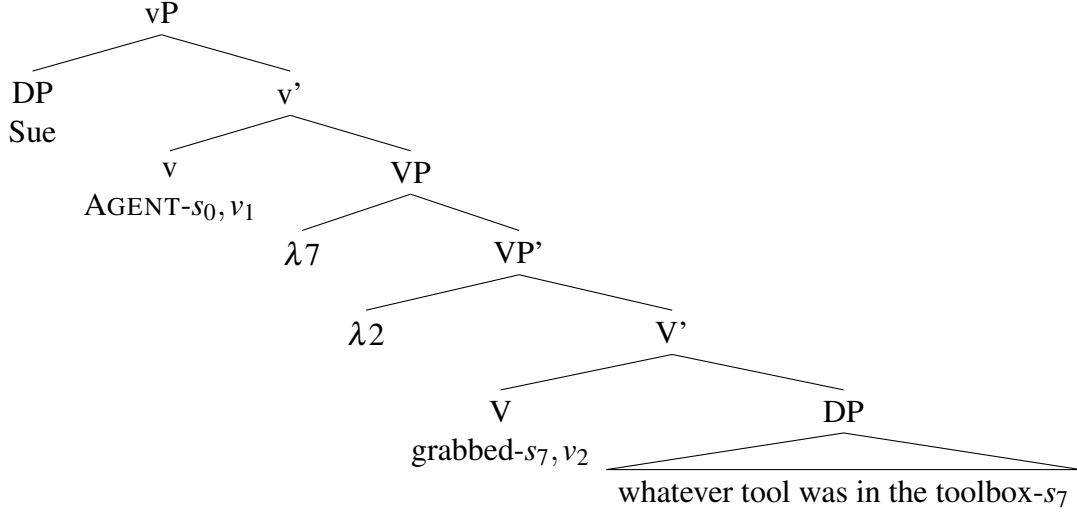 vP
DP
Sue
v'
v
AGENT-s₀, v₁
VP
λ7
VP'
λ2
V'
V
grabbed-s₇, v₂
DP
whatever tool was in the toolbox-s₇